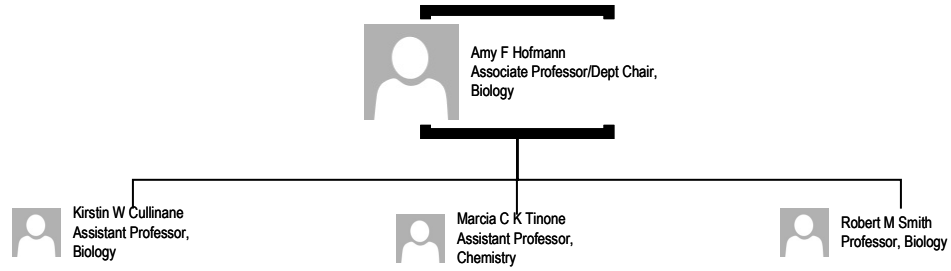 Amy F Hofmann
Associate Professor/Dept Chair,
Biology
Kirstin W Cullinane
Assistant Professor,
Biology
Marcia C K Tinone
Assistant Professor,
Chemistry
Robert M Smith
Professor, Biology